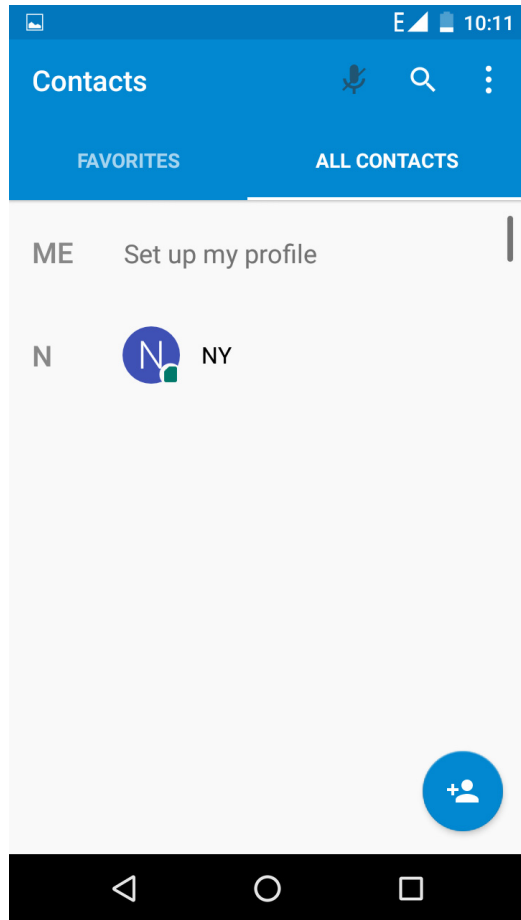 E 10:11
Contacts
FAVORITES ALL CONTACTS
ME Set up my profile
N N NY